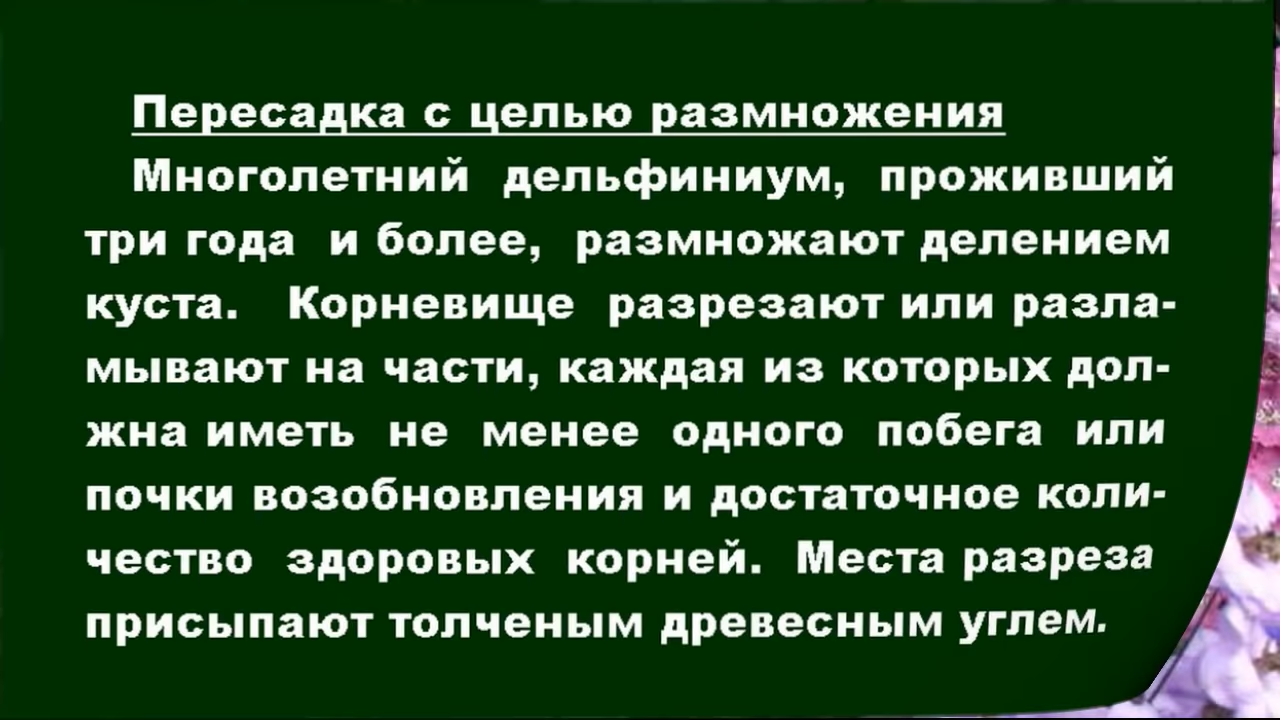 Пересадка с целью размножения
Многолетний дельфиниум, проживший
три года и более, размножают делением
куста. Корневище разрезают или разла-
мывают на части, каждая из которых дол-
жна иметь не менее одного побега или
почки возобновления и достаточное коли-
чество здоровых корней. Места разреза
присыпают толченым древесным углем.